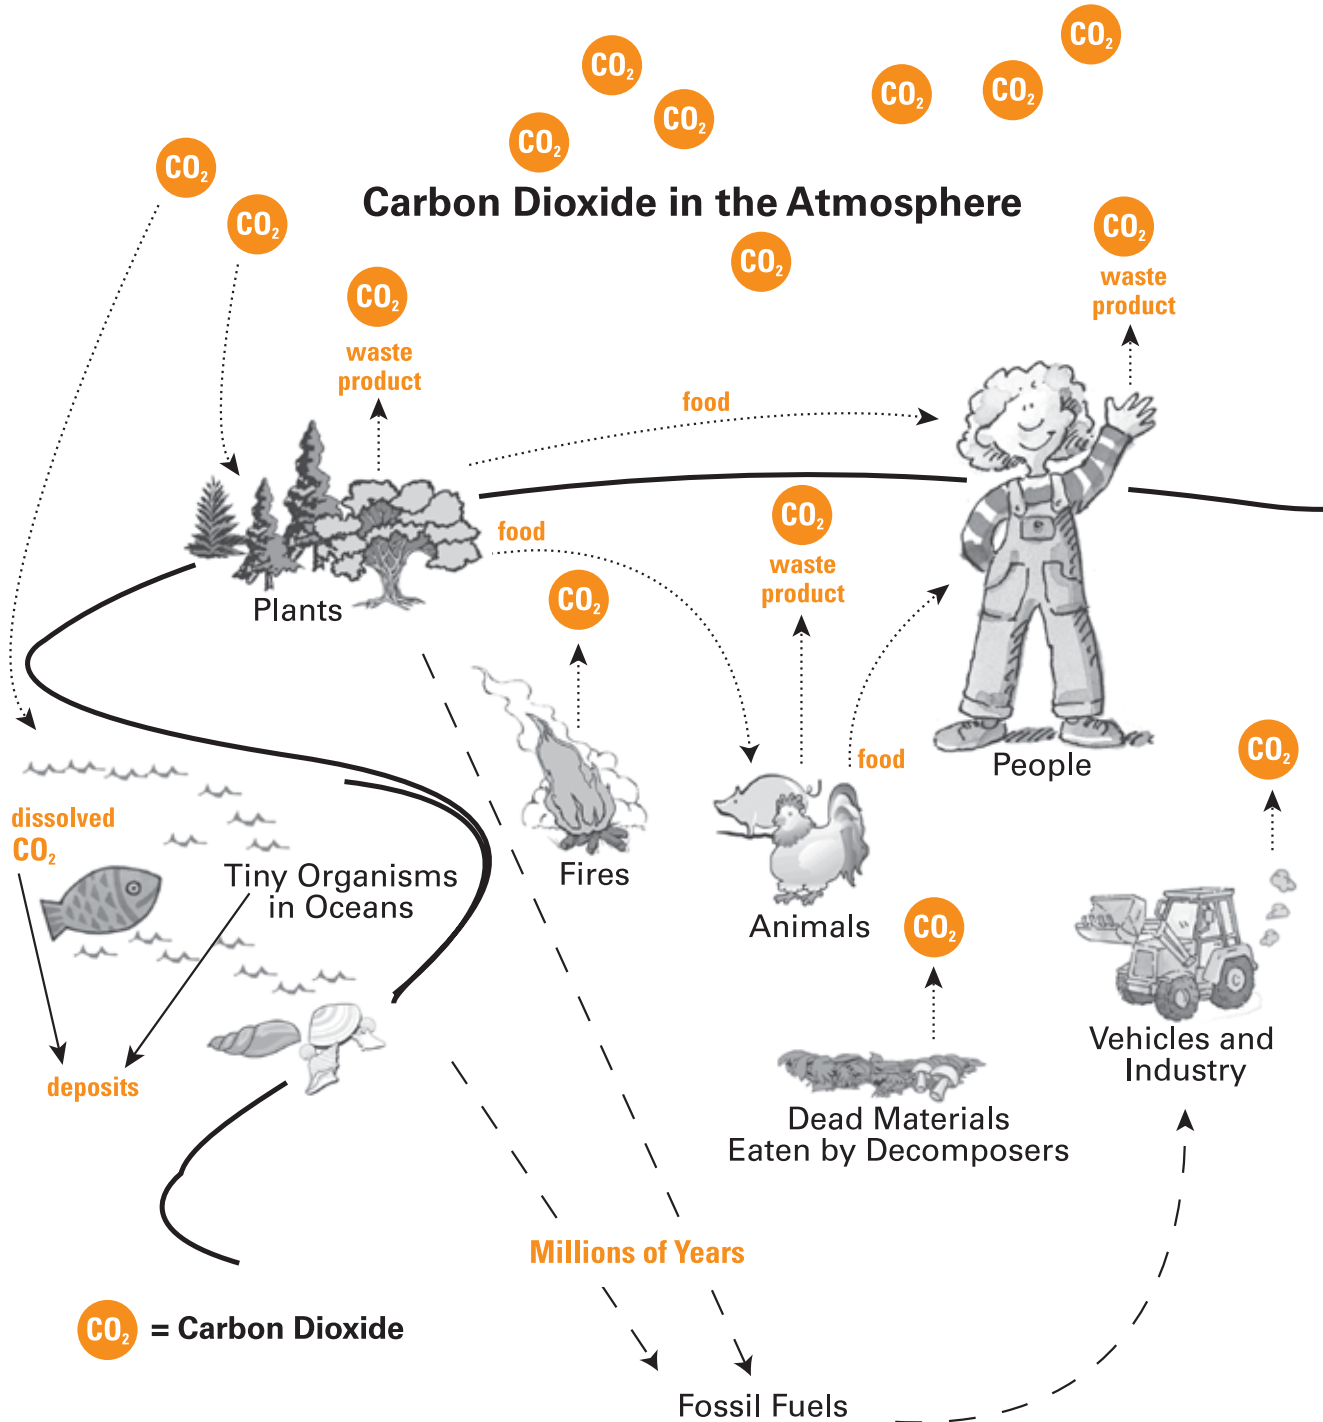 CO₂
CO₂
CO₂
CO₂
CO₂
CO₂
CO₂
CO₂
CO₂
Carbon Dioxide in the Atmosphere
CO₂
CO₂
waste
product
CO₂
waste
product
food
food
CO₂
waste
product
CO₂
Plants
People
food
CO₂
dissolved
CO₂
Tiny Organisms
in Oceans
Fires
Animals
CO₂
Vehicles and
Industry
deposits
Dead Materials
Eaten by Decomposers
Millions of Years
CO₂ = Carbon Dioxide
Fossil Fuels